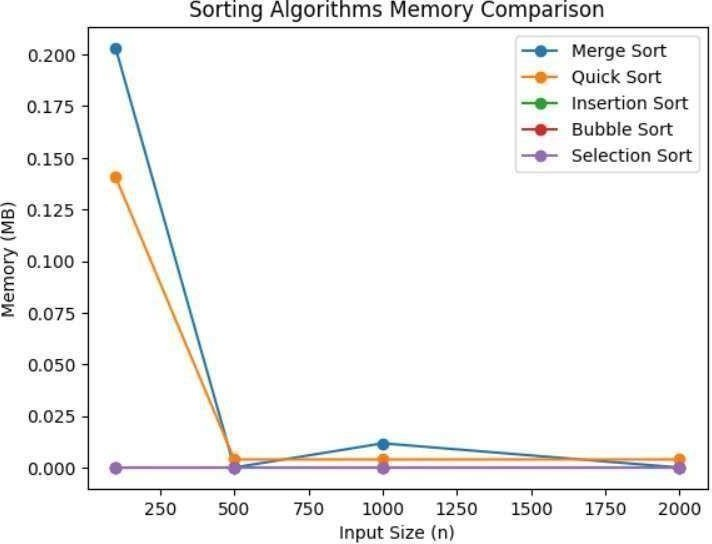 Sorting Algorithms Memory Comparison
Merge Sort
Quick Sort
Insertion Sort
Bubble Sort
Selection Sort
Memory (MB)
0.200
0.175
0.150
0.125
0.100
0.075
0.050
0.025
0.000
250 500 750 1000 1250 1500 1750 2000
Input Size (n)